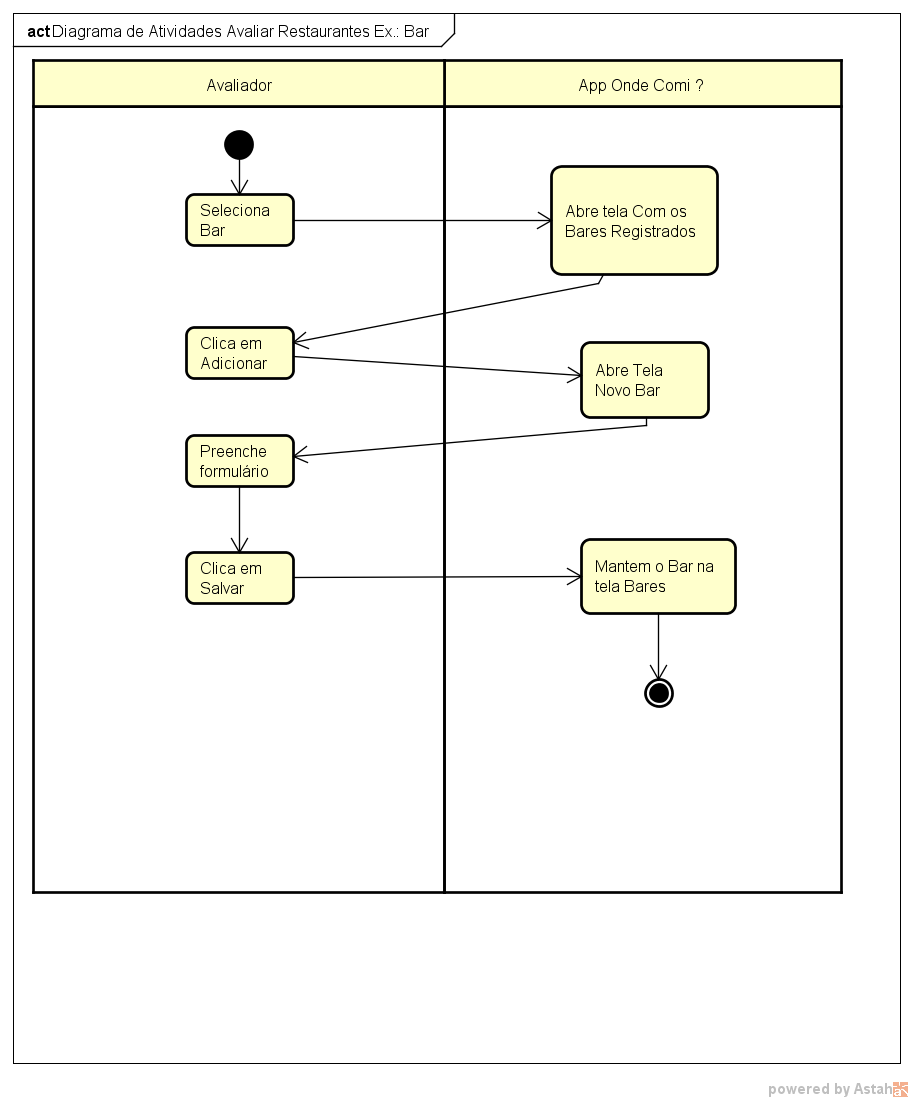 act Diagrama de Atividades Avaliar Restaurantes Ex.: Bar
Avaliador
App Onde Comi ?
Seleciona
Bar
Abre tela Com os
Bares Registrados
Clica em
Adicionar
Abre Tela
Novo Bar
Preenche
formulário
Clica em
Salvar
Mantem o Bar na
tela Bares
powered by Astah